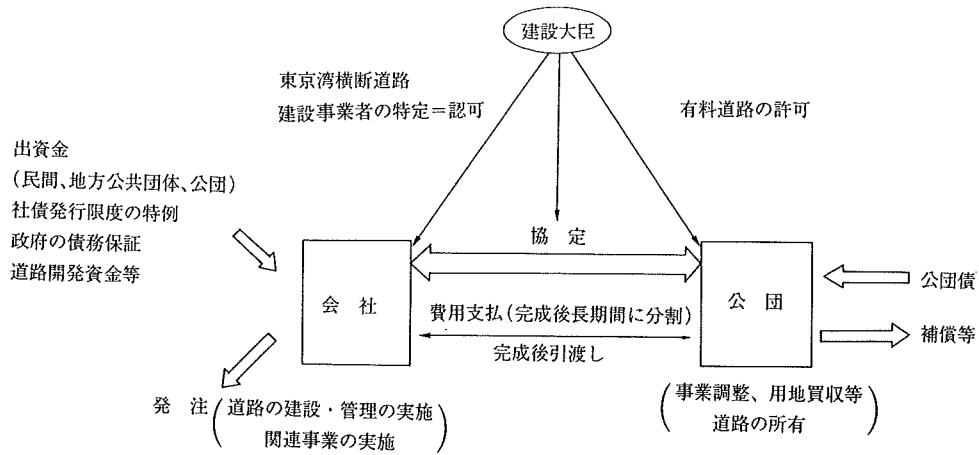 建設大臣
東京湾横断道路
建設事業者の特定＝認可
有料道路の許可
出資金
(民間、地方公共団体、公団)
社債発行限度の特例
政府の債務保証
道路開発資金等
協 定
会 社
公 団
公団債
補償等
費用支払(完成後長期間に分割)
完成後引渡し
発 注(道路の建設・管理の実施
関連事業の実施)
(事業調整、用地買収等
道路の所有)